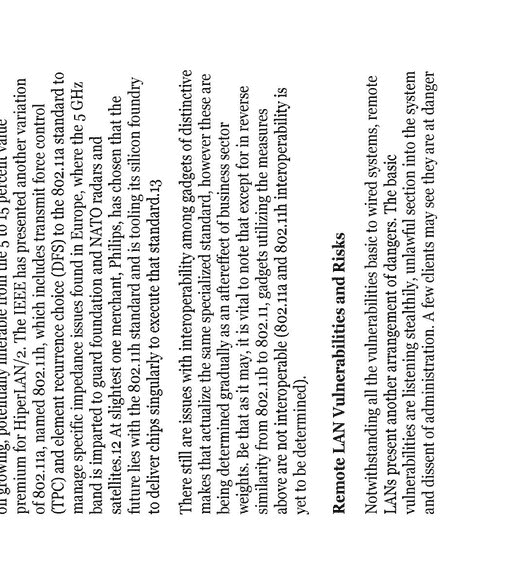 on growing, potentially interable from the 5 to 15 percent value
premium for HiperLAN/2. The IEEE has presented another variation
of 802.11a, named 802.11h, which includes transmit force control
(TPC) and element recurrence choice (DFS) to the 802.11a standard to
manage specific impedance issues found in Europe, where the 5 GHz
band is imparted to guard foundation and NATO radars and
satellites.12 At slightest one merchant, Philips, has chosen that the
future lies with the 802.11h standard and is tooling its silicon foundry
to deliver chips singularly to execute that standard.13
There still are issues with interoperability among gadgets of distinctive
makes that actualize the same specialized standard, however these are
being determined gradually as an aftereffect of business sector
weights. Be that as it may, it is vital to note that except for in reverse
similarity from 802.11b to 802.11, gadgets utilizing the measures
above are not interoperable (802.11a and 802.11h interoperability is
yet to be determined).
Remote LAN Vulnerabilities and Risks
Notwithstanding all the vulnerabilities basic to wired systems, remote
LANs present another arrangement of dangers. The basic
vulnerabilities are listening stealthily, unlawful section into the system
and dissent of administration. A few clients may see they are at danger